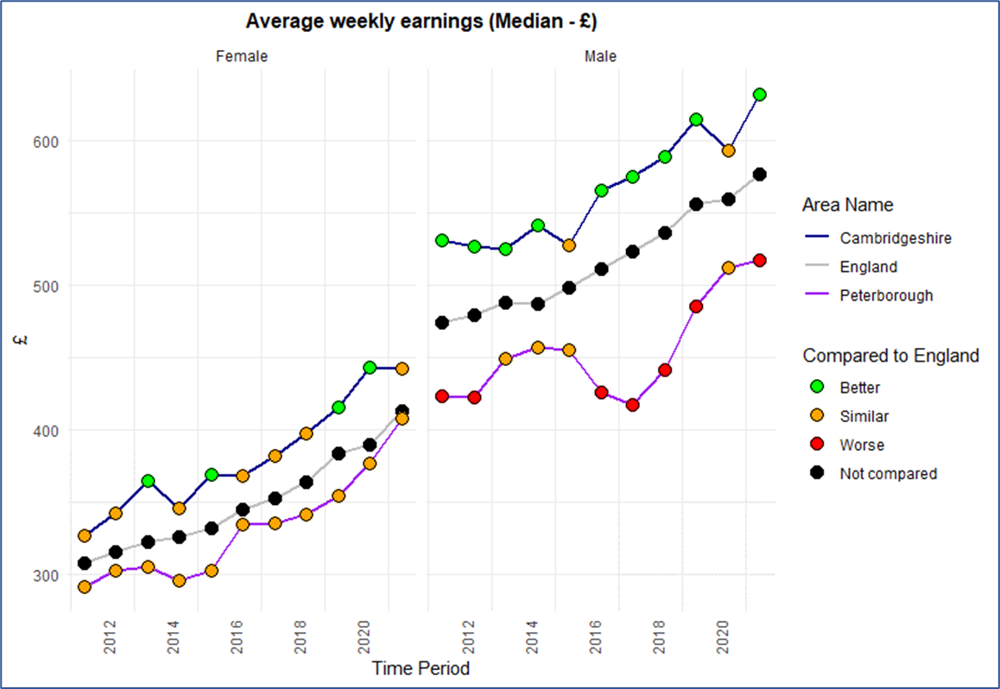 Average weekly earnings (Median - £)
Female
Male
600
500
400
300
£
2012
2014
2016
2018
2020
2012
2014
2016
2018
2020
Time Period
Area Name
Cambridgeshire
England
Peterborough
Compared to England
Better
Similar
Worse
Not compared